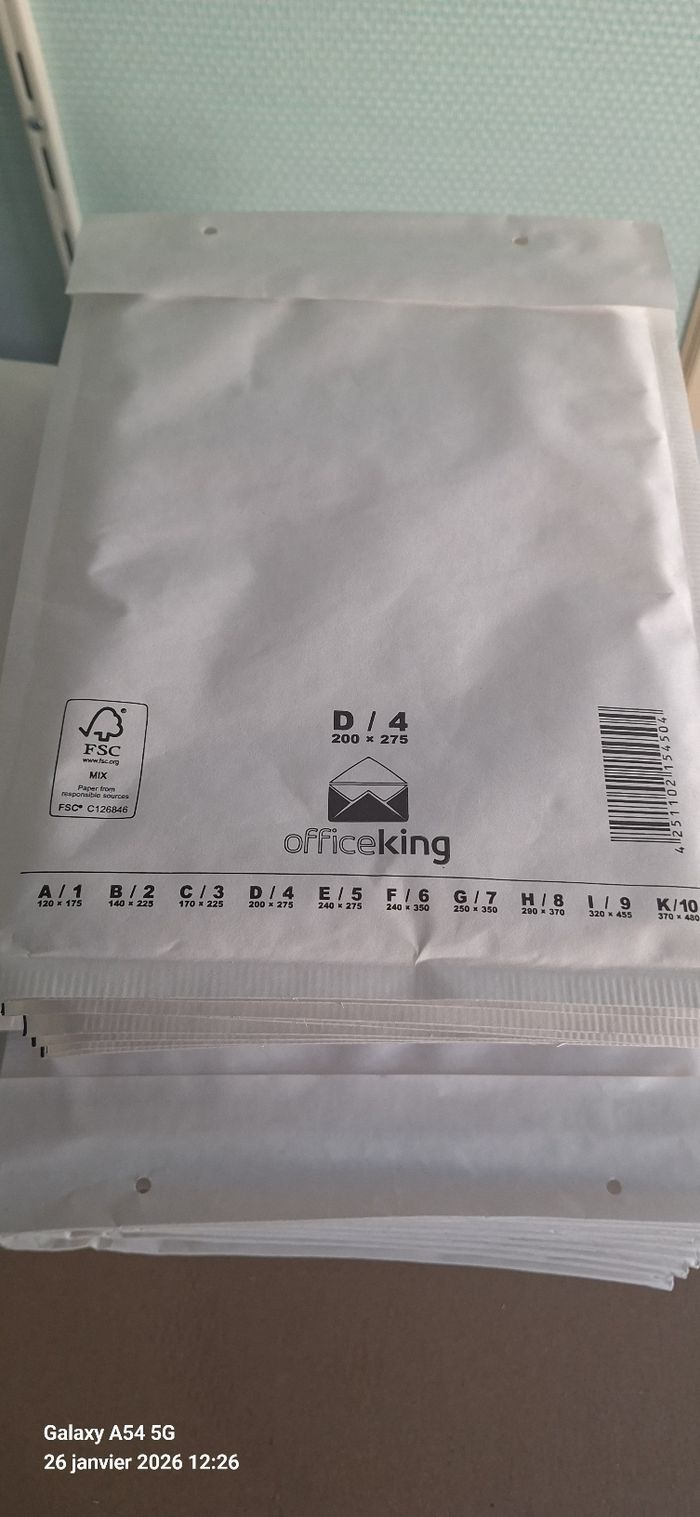 FSC
www.fsc.org
MIX
Paper from
responsible sources
FSC® C126846
D / 4
200 × 275
officeking
4251102154504
A / 1 B / 2 C / 3 D / 4 E / 5 F / 6 G / 7 H / 8 I / 9 K/10
120 × 175 140 × 225 170 × 225 200 × 275 240 × 275 240 × 350 250 × 350 290 × 370 320 × 455 370 × 480
Galaxy A54 5G
26 janvier 2026 12:26